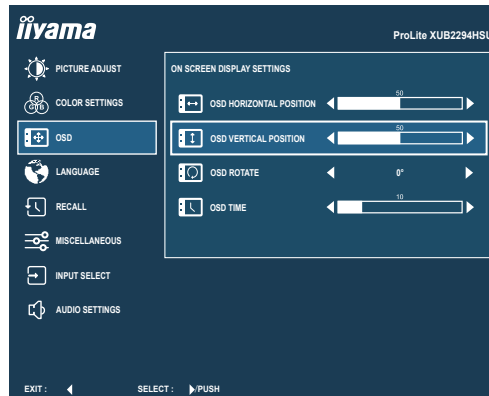 iiyama
ProLite XUB2294HSU
PICTURE ADJUST
COLOR SETTINGS
R
G B
OSD
LANGUAGE
RECALL
MISCELLANEOUS
INPUT SELECT
AUDIO SETTINGS
ON SCREEN DISPLAY SETTINGS
OSD HORIZONTAL POSITION 50
OSD VERTICAL POSITION 50
OSD ROTATE 0°
OSD TIME 10
EXIT : SELECT : /PUSH